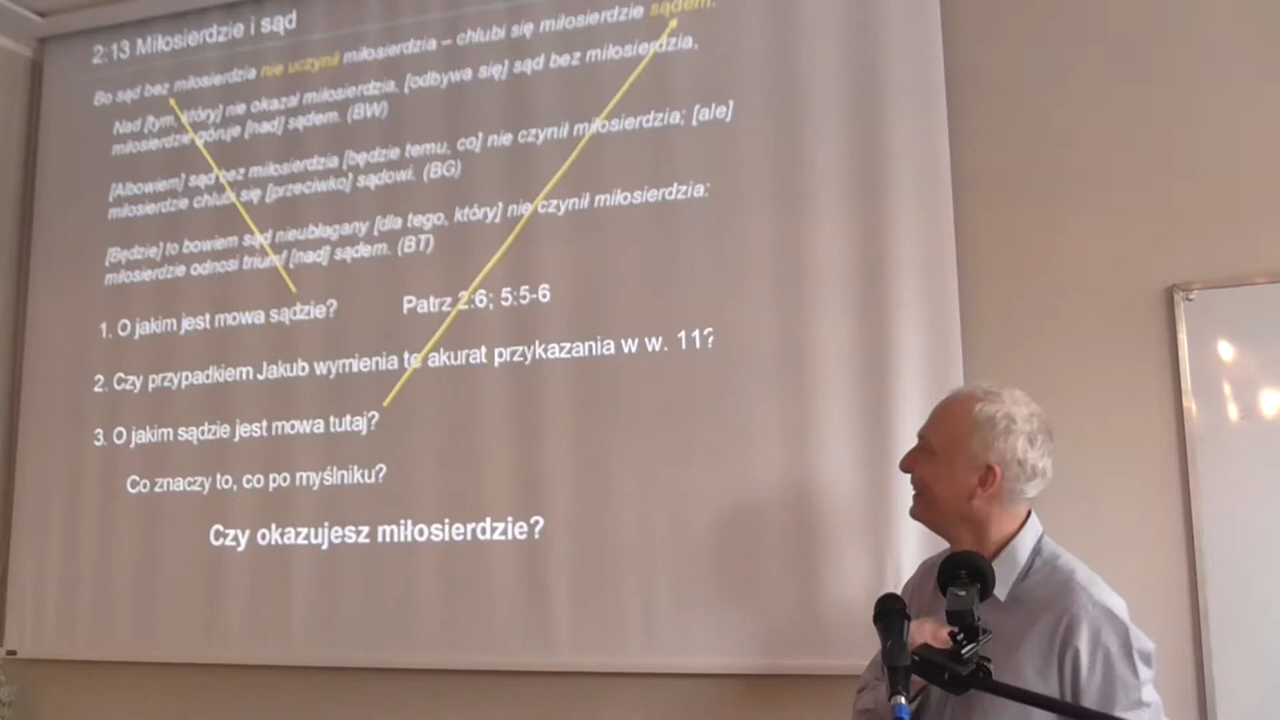 2:13 Miłosierdzie i sąd
Bo sąd bez miłosierdzia nie uczynił miłosierdzia – chlubi się miłosierdzie sądem.
Nad [tym, który] nie okazał miłosierdzia, [odbywa się] sąd bez miłosierdzia,
miłosierdzie góruje [nad] sądem. (BW)
[Albowiem] sąd bez miłosierdzia [będzie temu, co] nie czynił miłosierdzia; [ale]
miłosierdzie chlubi się [przeciwko] sądowi. (BG)
[Będzie] to bowiem sąd nieubłagany [dla tego, który] nie czynił miłosierdzia:
miłosierdzie odnosi triumf [nad] sądem. (BT)
1. O jakim jest mowa sądzie? Patrz 2:6; 5:5-6
2. Czy przypadkiem Jakub wymienia te akurat przykazania w w. 11?
3. O jakim sądzie jest mowa tutaj?
Co znaczy to, co po myślniku?
Czy okazujesz miłosierdzie?